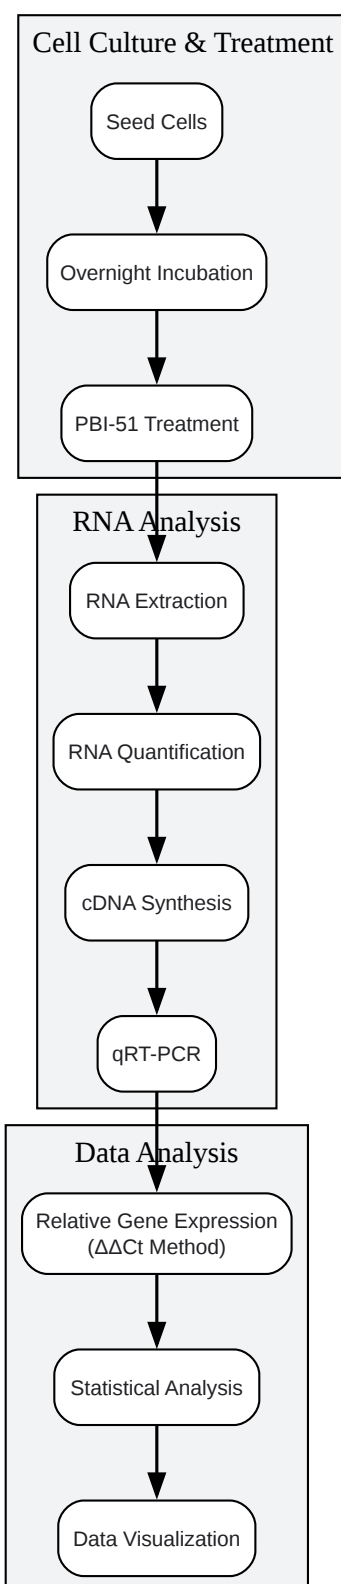 Cell Culture & Treatment
Seed Cells
Overnight Incubation
PBI-51 Treatment
RNA Analysis
RNA Extraction
RNA Quantification
cDNA Synthesis
qRT-PCR
Data Analysis
Relative Gene Expression
(ΔΔCt Method)
Statistical Analysis
Data Visualization